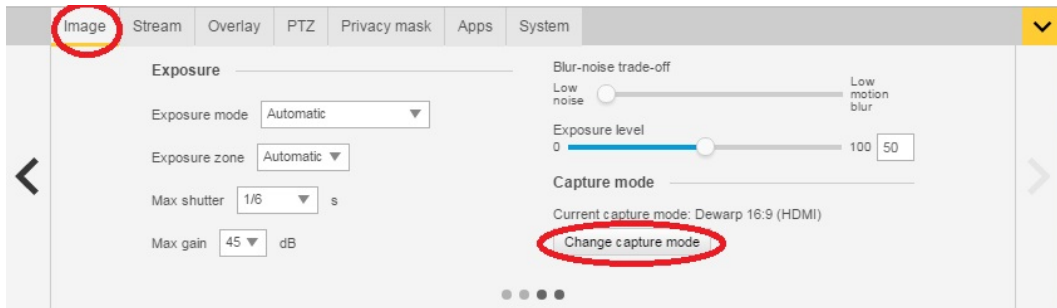 Image Stream Overlay PTZ Privacy mask Apps System
Exposure
Exposure mode Automatic
Exposure zone Automatic
Max shutter 1/6 s
Max gain 45 dB
Blur-noise trade-off
Low noise
Low motion blur
Exposure level
0 100 50
Capture mode
Current capture mode: Dewarp 16:9 (HDMI)
Change capture mode